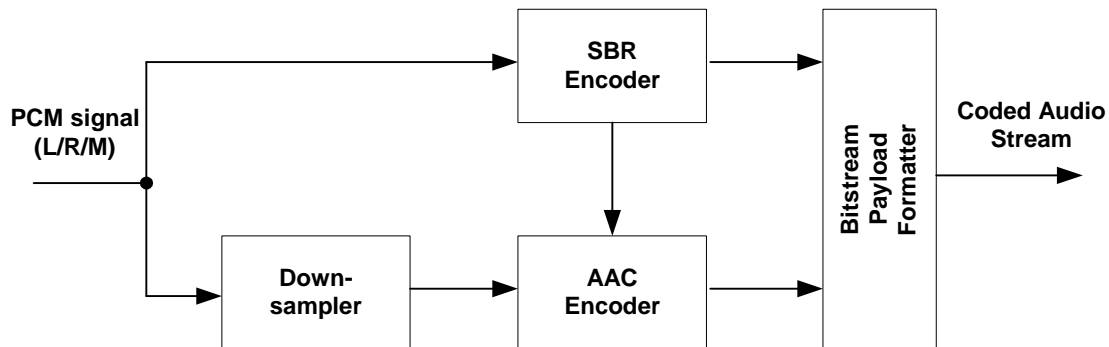 PCM signal
(L/R/M)
SBR
Encoder
Down-
sampler
AAC
Encoder
Bitstream
Payload
Formatter
Coded Audio
Stream